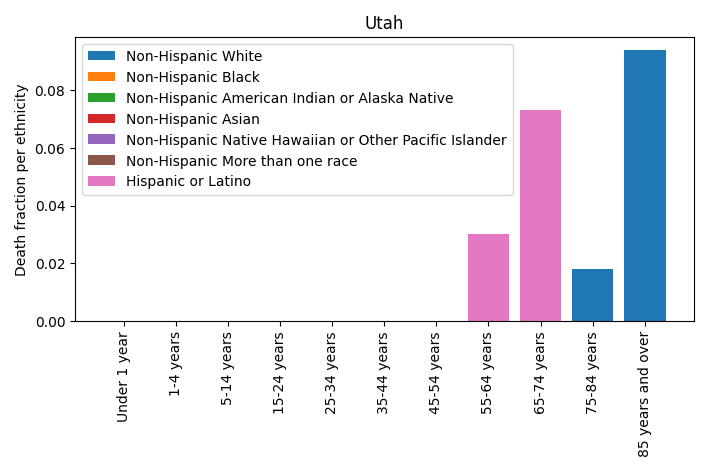 Utah
Death fraction per ethnicity
0.08
0.06
0.04
0.02
0.00
Non-Hispanic White
Non-Hispanic Black
Non-Hispanic American Indian or Alaska Native
Non-Hispanic Asian
Non-Hispanic Native Hawaiian or Other Pacific Islander
Non-Hispanic More than one race
Hispanic or Latino
Under 1 year
1-4 years
5-14 years
15-24 years
25-34 years
35-44 years
45-54 years
55-64 years
65-74 years
75-84 years
85 years and over